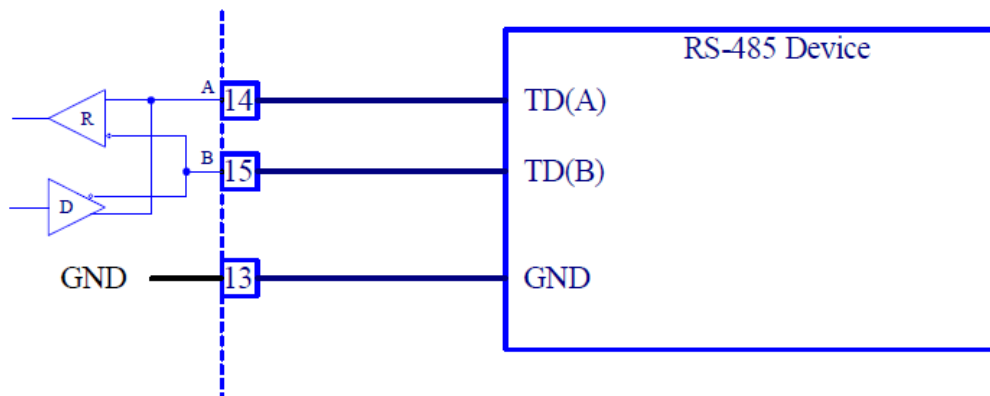 RS-485 Device
A 14 TD(A)
R
B 15 TD(B)
D
GND 13 GND